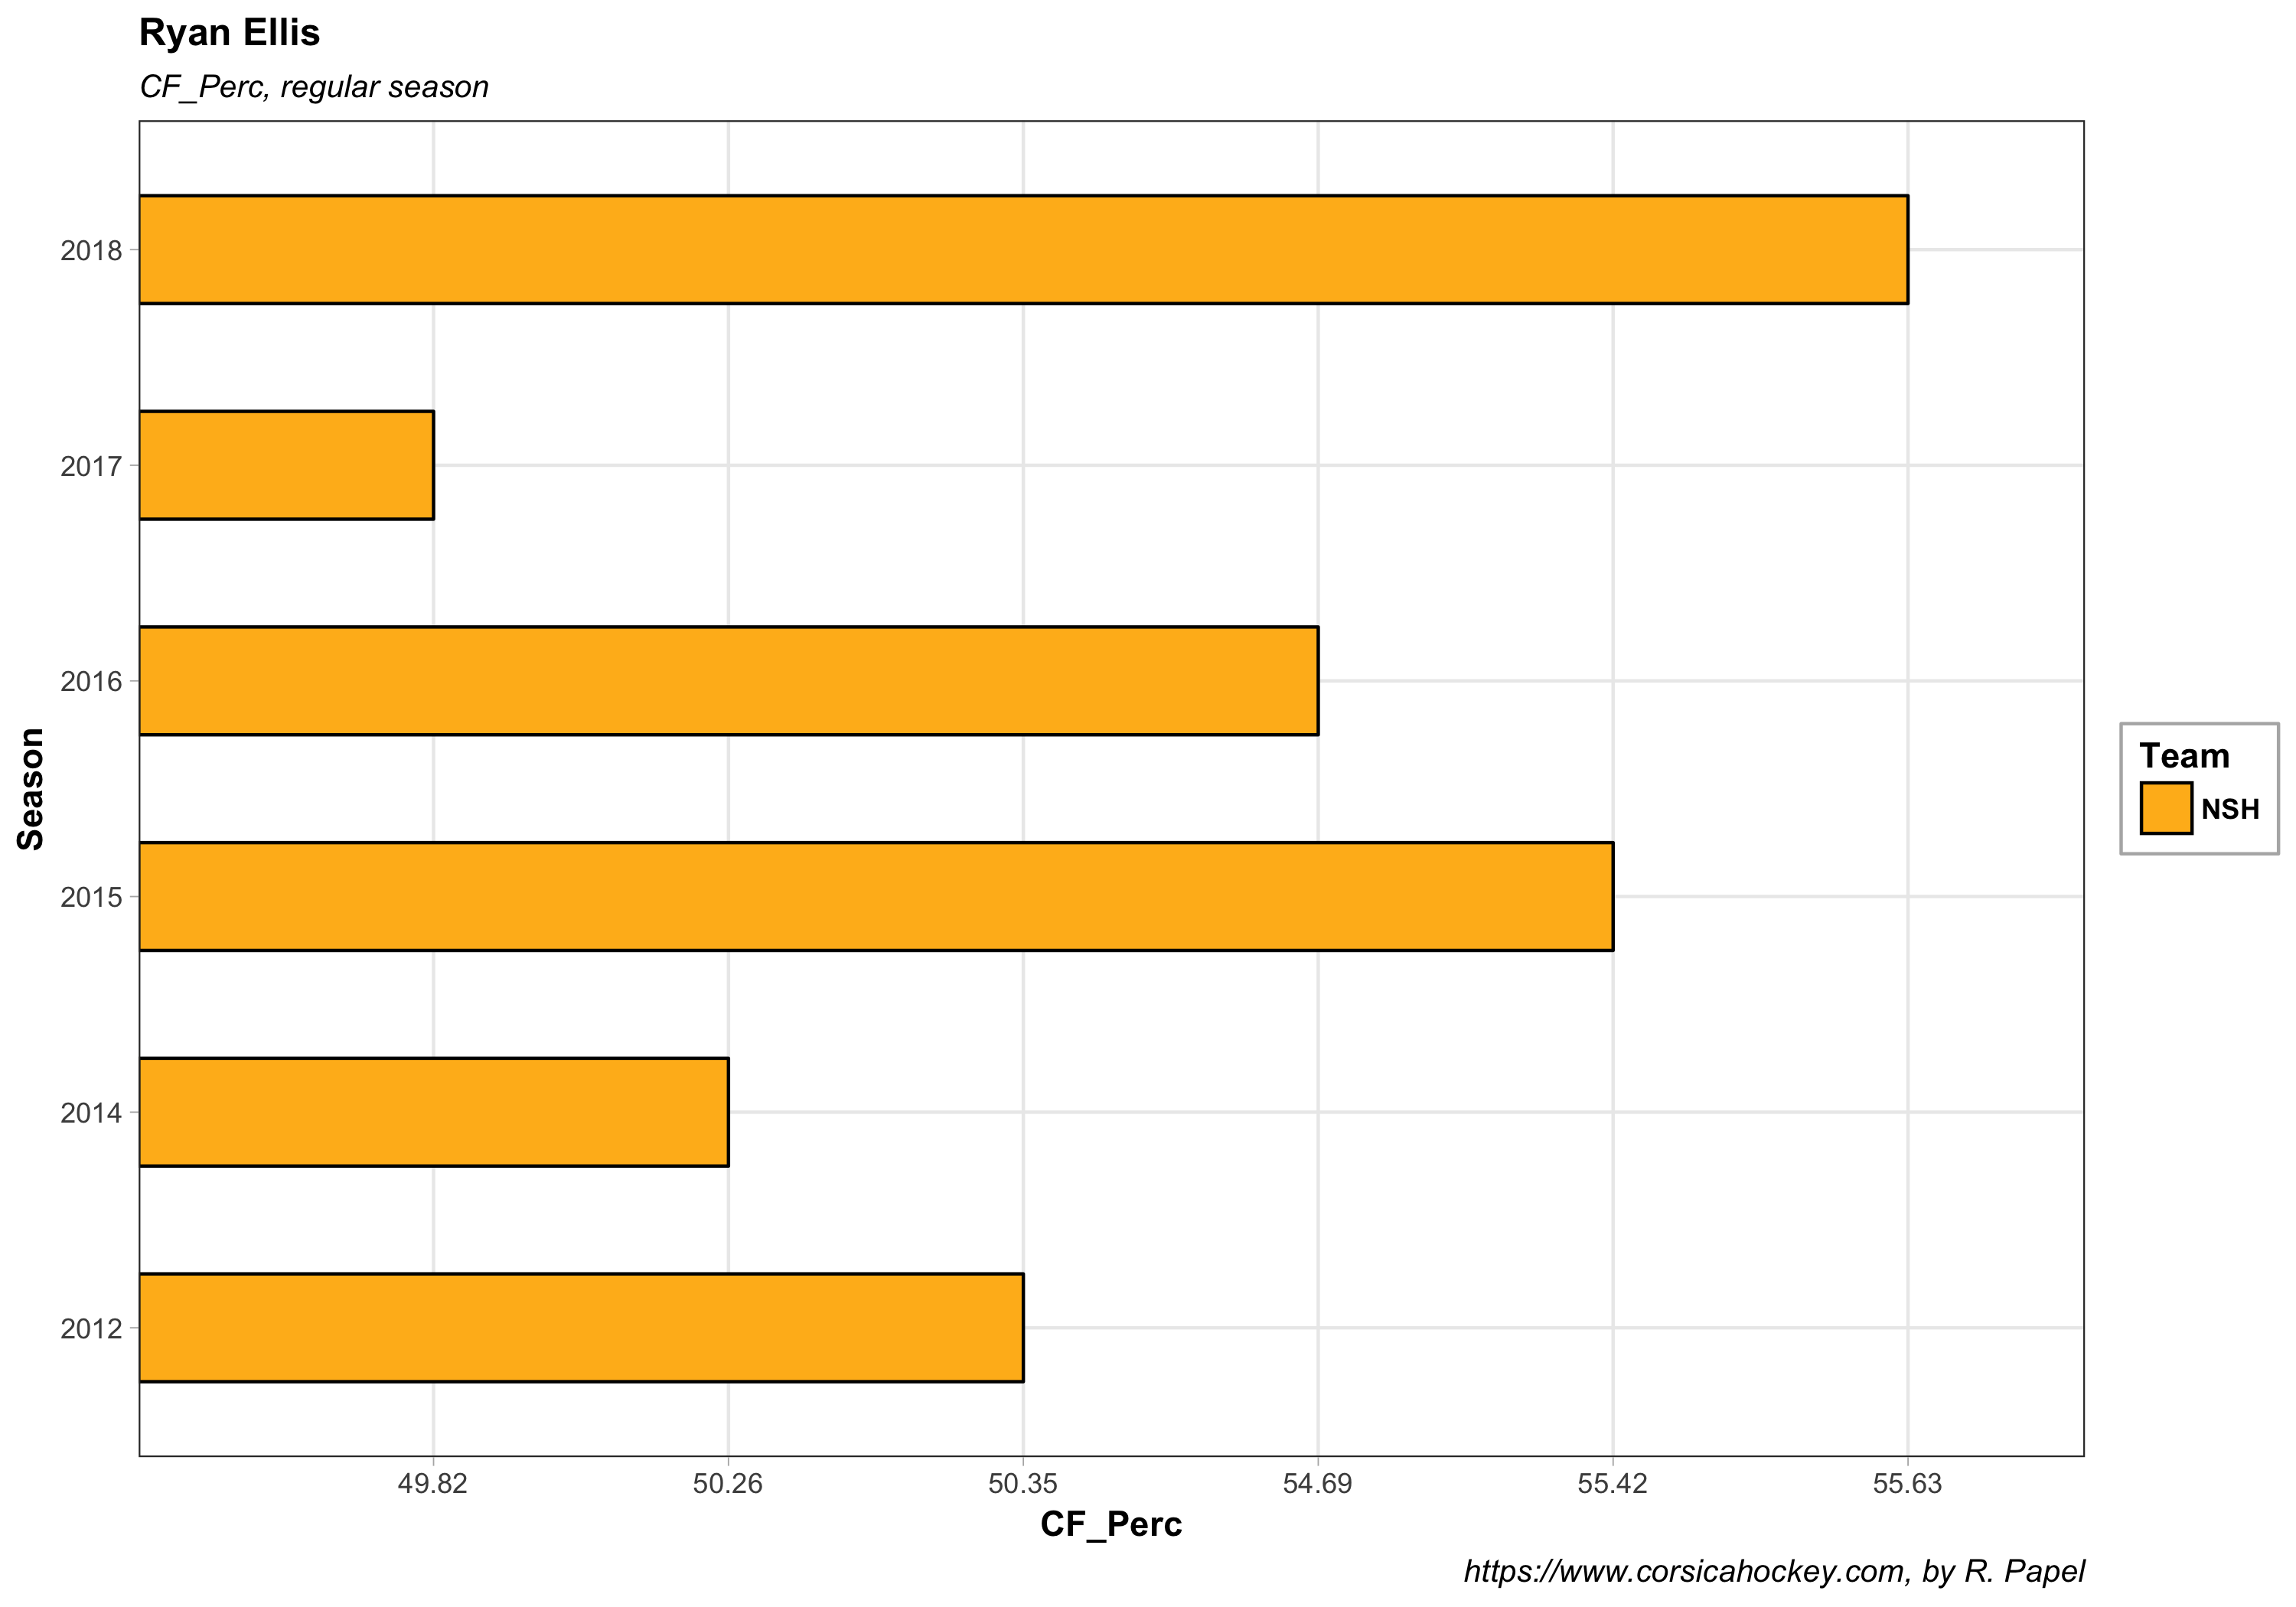 Ryan Ellis
CF_Perc, regular season
2018
2017
2016
2015
2014
2012
Season
49.82 50.26 50.35 54.69 55.42 55.63
CF_Perc
Team
NSH
https://www.corsicahockey.com, by R. Papel